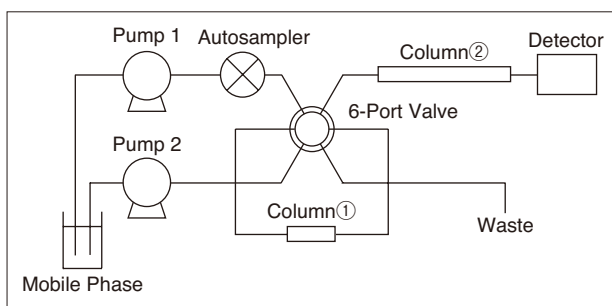 Pump 1
Autosampler
Column②
Detector
6-Port Valve
Pump 2
Column①
Waste
Mobile Phase